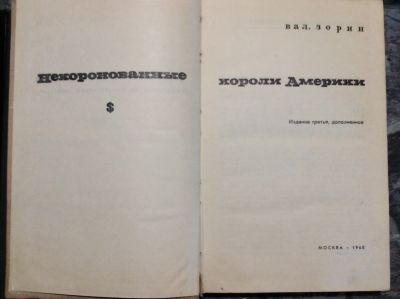 Некоронованные
$
вал. зорин
короли Америки
Издание третье, дополненное
МОСКВА - 1968